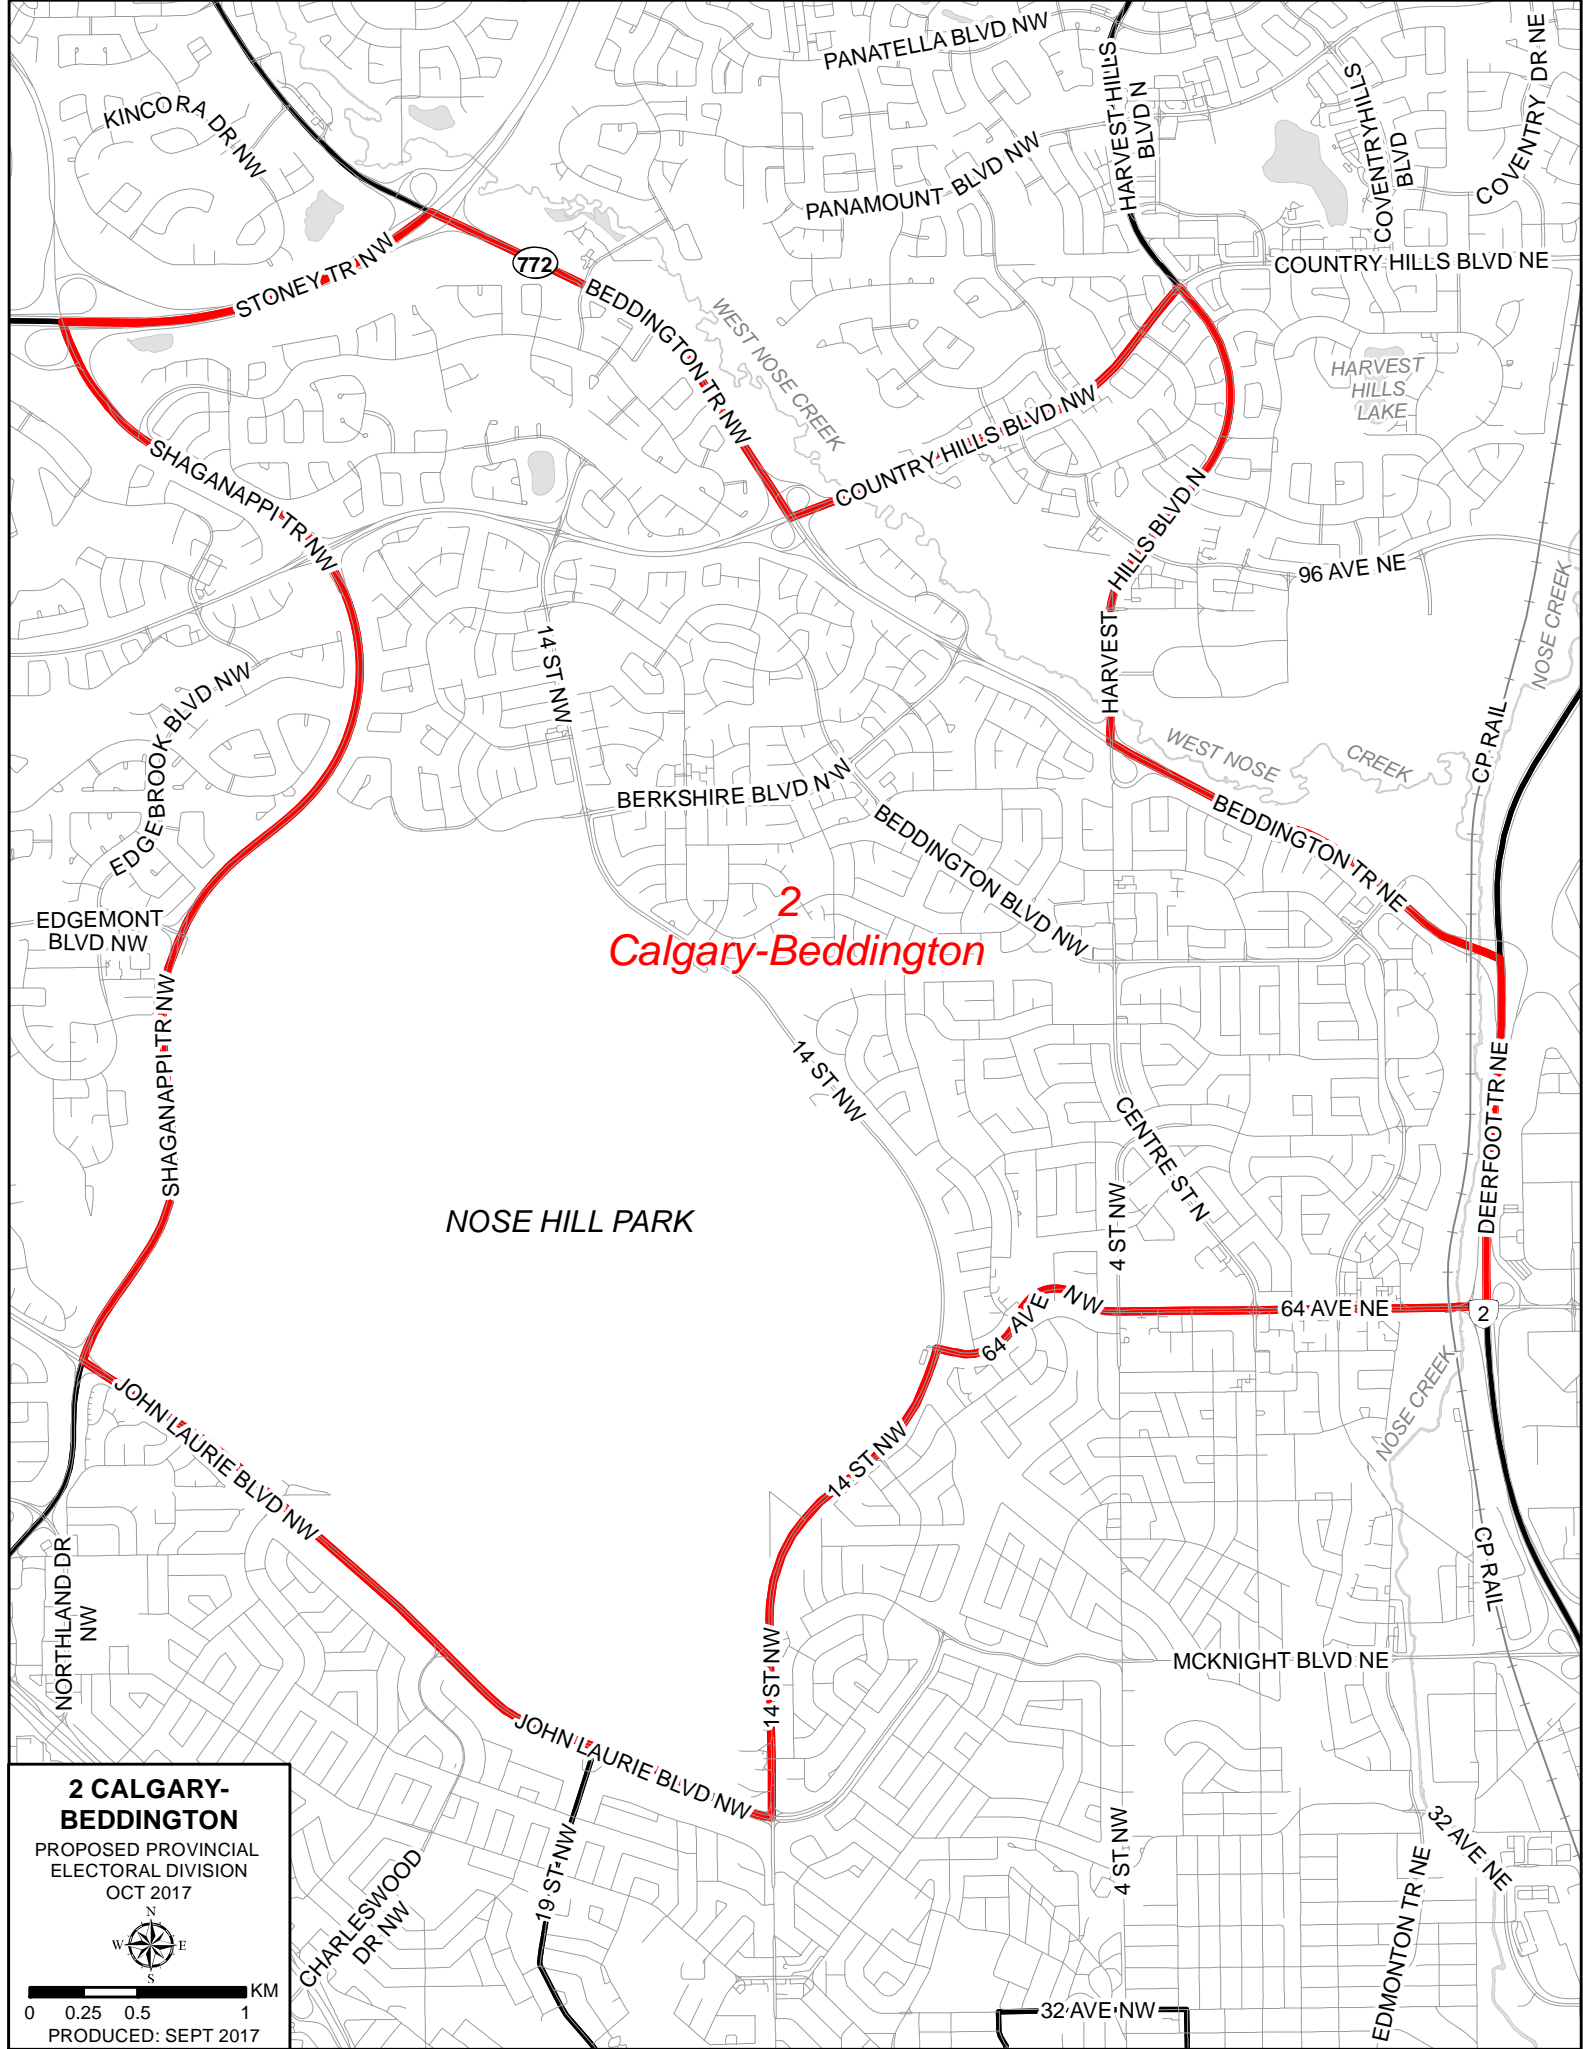 PANATELLA BLVD NW
HARVEST HILLS
BLVD N
COVENTRYHILLS
BLVD
COVENTRY DR NE
KINCORA DR NW
PANAMOUNT BLVD NW
COUNTRY HILLS BLVD NE
STONEY TR NW
772
BEDDINGTON TR NW
WEST NOSE CREEK
HARVEST
HILLS
LAKE
COUNTRY HILLS BLVD NW
SHAGANAPPI TR NW
HARVEST HILLS BLVD N
96 AVE NE
NOSE CREEK
14 ST NW
EDGEBROOK BLVD NW
CP RAIL
WEST NOSE CREEK
BERKSHIRE BLVD NW
BEDDINGTON BLVD NW
BEDDINGTON TR NE
EDGEMONT
BLVD NW
2
Calgary-Beddington
SHAGANAPPI TR NW
14 ST NW
DEERFOOT TR NE
CENTRE ST N
4 ST NW
NOSE HILL PARK
64 AVE NW
64 AVE NE
2
NOSE CREEK
JOHN LAURIE BLVD NW
14 ST NW
NORTHLAND DR
NW
CP RAIL
14 ST NW
MCKNIGHT BLVD NE
JOHN LAURIE BLVD NW
19 ST NW
CHARLESWOOD
DR NW
4 ST NW
32 AVE NE
EDMONTON TR NE
32 AVE NW
2 CALGARY-
BEDDINGTON
PROPOSED PROVINCIAL
ELECTORAL DIVISION
OCT 2017
N
W E
S
KM
0 0.25 0.5 1
PRODUCED: SEPT 2017